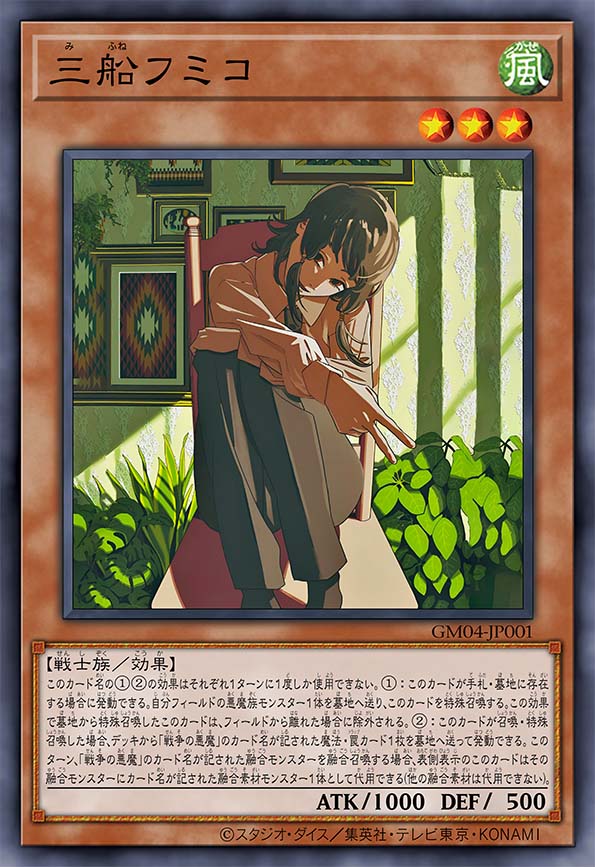 三船フミコ
風
GM04-JP001
【戦士族／効果】
このカード名の①②の効果はそれぞれ1ターンに1度しか使用できない。①：このカードが手札・墓地に存在
する場合に発動できる。自分フィールドの悪魔族モンスター1体を墓地へ送り、このカードを特殊召喚する。この効果
で墓地から特殊召喚したこのカードは、フィールドから離れた場合に除外される。②：このカードが召喚・特殊
召喚した場合、デッキから「戦争の悪魔」のカード名が記された魔法・罠カード1枚を墓地へ送って発動できる。この
ターン、「戦争の悪魔」のカード名が記された融合モンスターを融合召喚する場合、表側表示のこのカードはその
融合モンスターにカード名が記された融合素材モンスター1体として代用できる(他の融合素材は代用できない)。
ATK/1000 DEF/ 500
©スタジオ・ダイス／集英社・テレビ東京・KONAMI